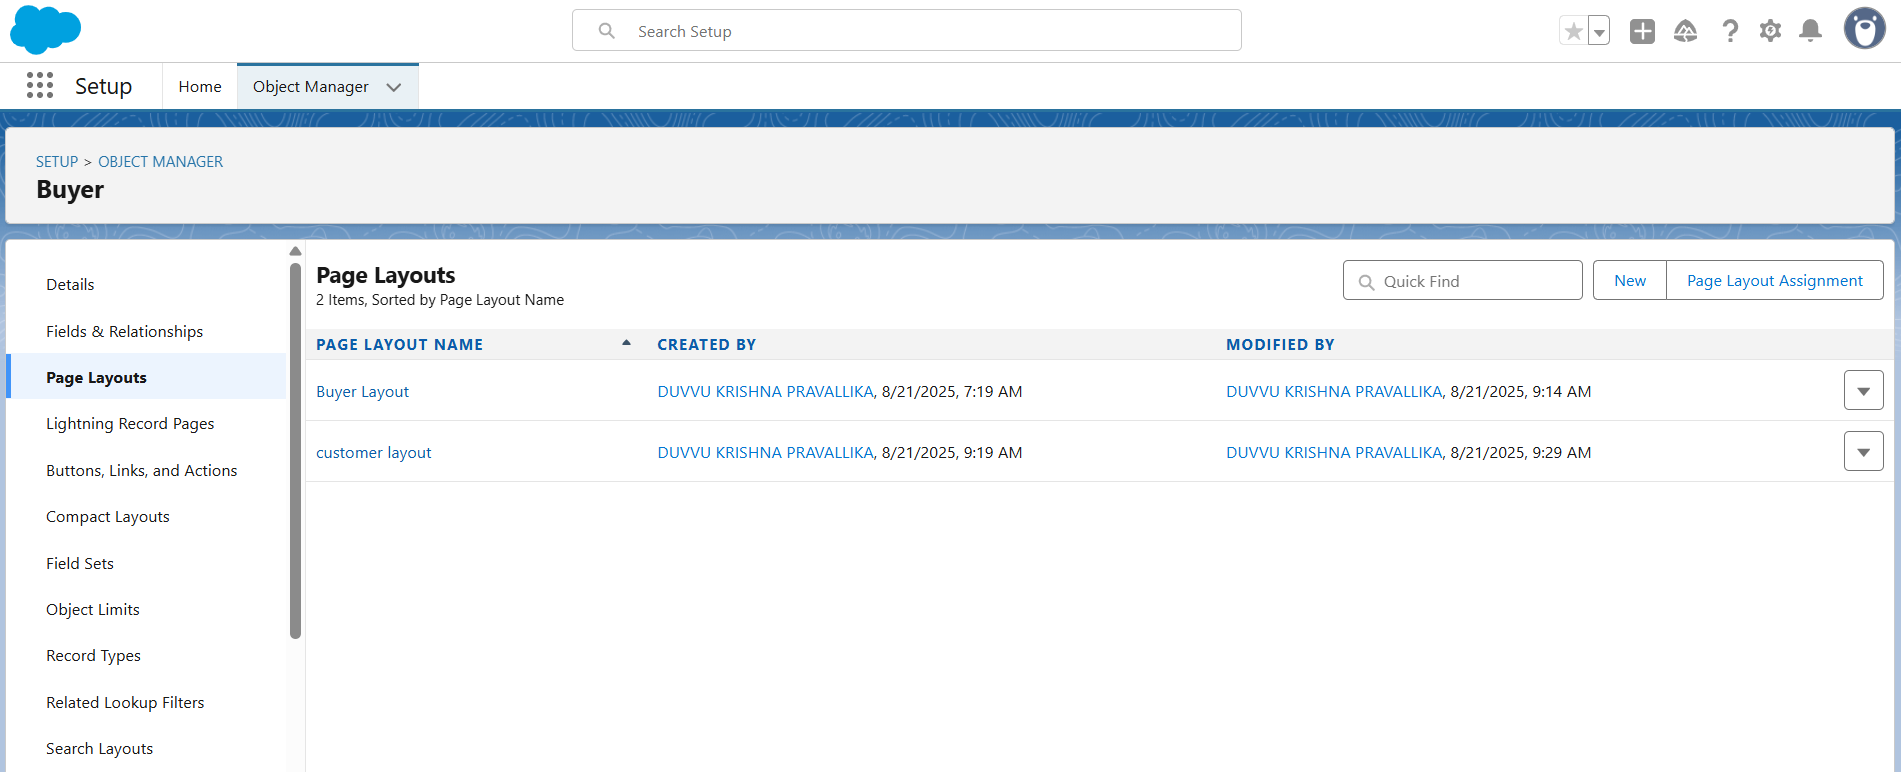 Search Setup
Setup
Home
Object Manager
SETUP > OBJECT MANAGER
Buyer
Details
Fields & Relationships
Page Layouts
Lightning Record Pages
Buttons, Links, and Actions
Compact Layouts
Field Sets
Object Limits
Record Types
Related Lookup Filters
Search Layouts
Page Layouts
2 Items, Sorted by Page Layout Name
Quick Find
New
Page Layout Assignment
PAGE LAYOUT NAME CREATED BY MODIFIED BY
Buyer Layout DUVVU KRISHNA PRAVALLIKA, 8/21/2025, 7:19 AM DUVVU KRISHNA PRAVALLIKA, 8/21/2025, 9:14 AM
customer layout DUVVU KRISHNA PRAVALLIKA, 8/21/2025, 9:19 AM DUVVU KRISHNA PRAVALLIKA, 8/21/2025, 9:29 AM